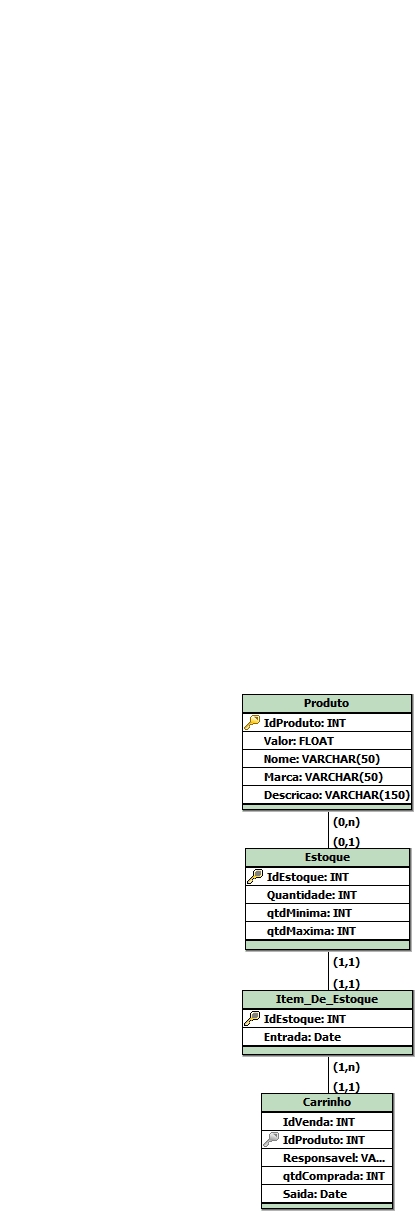 Produto
IdProduto: INT
Valor: FLOAT
Nome: VARCHAR(50)
Marca: VARCHAR(50)
Descricao: VARCHAR(150)
(0,n)
(0,1)
Estoque
IdEstoque: INT
Quantidade: INT
qtdMinima: INT
qtdMaxima: INT
(1,1)
(1,1)
Item_De_Estoque
IdEstoque: INT
Entrada: Date
(1,n)
(1,1)
Carrinho
IdVenda: INT
IdProduto: INT
Responsavel: VA...
qtdComprada: INT
Saida: Date